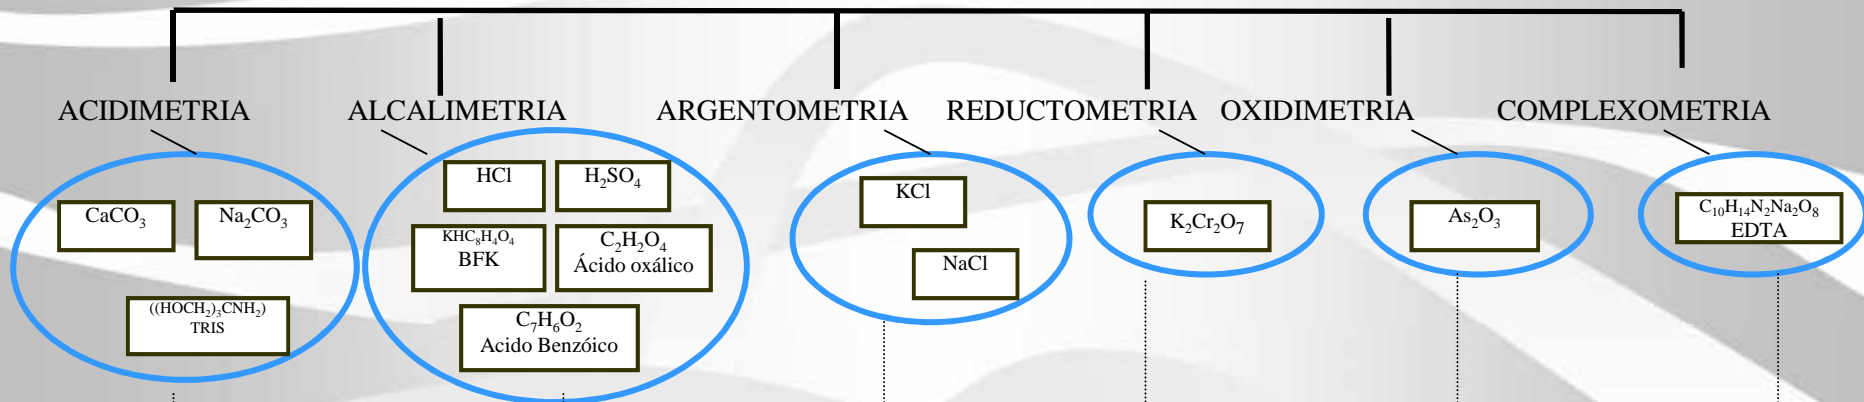 ACIDIMETRIA
ALCALIMETRIA
ARGENTOMETRIA
REDUCTOMETRIA
OXIDIMETRIA
COMPLEXOMETRIA
CaCO₃
Na₂CO₃
((HOCH₂)₃CNH₂)
TRIS
HCl
H₂SO₄
KHC₈H₄O₄
BFK
C₂H₂O₄
Ácido oxálico
C₇H₆O₂
Acido Benzóico
KCl
NaCl
K₂Cr₂O₇
As₂O₃
C₁₀H₁₄N₂Na₂O₈
EDTA